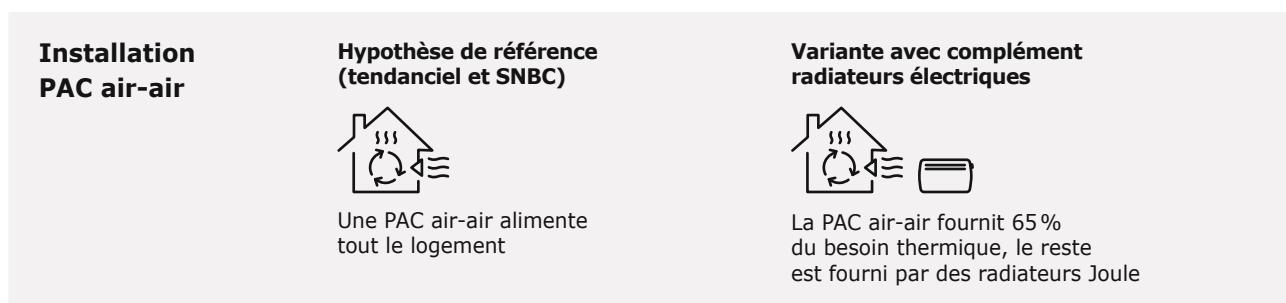 Installation
PAC air-air
Hypothèse de référence
(tendanciel et SNBC)
Une PAC air-air alimente
tout le logement
Variante avec complément
radiateurs électriques
La PAC air-air fournit 65 %
du besoin thermique, le reste
est fourni par des radiateurs Joule